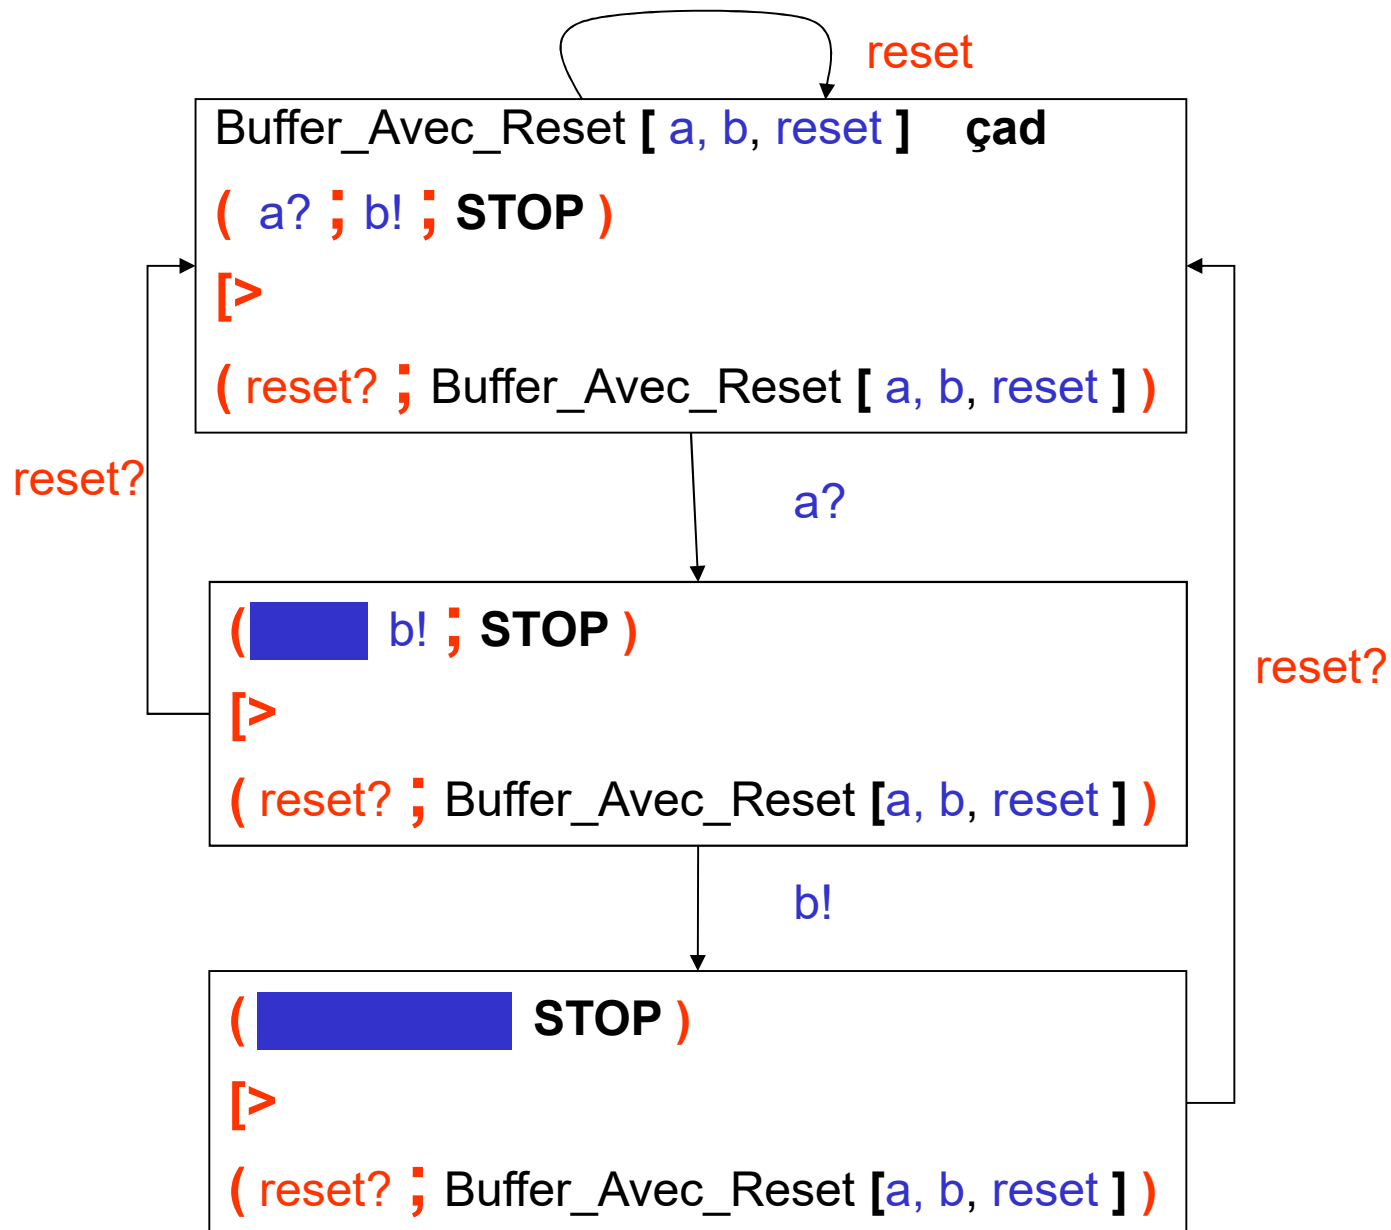 reset
Buffer_Avec_Reset [ a, b, reset ] çad
( a? ; b! ; STOP )
[>
( reset? ; Buffer_Avec_Reset [ a, b, reset ] )
reset?
a?
( b! ; STOP )
[>
( reset? ; Buffer_Avec_Reset [a, b, reset ] )
reset?
b!
( STOP )
[>
( reset? ; Buffer_Avec_Reset [a, b, reset ] )